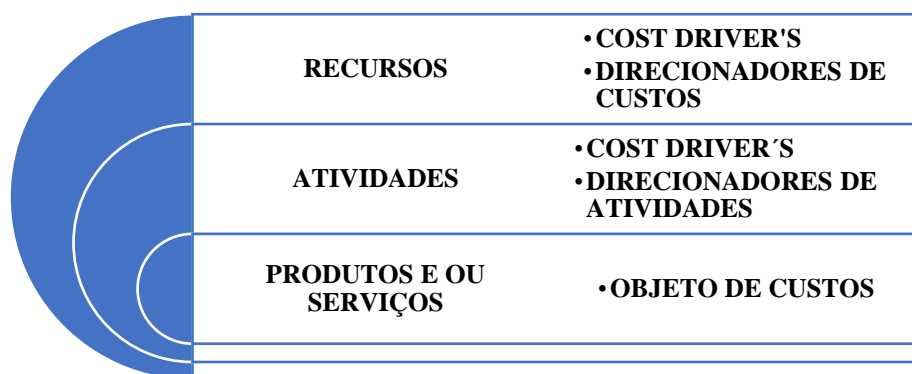 RECURSOS
•COST DRIVER'S
•DIRECIONADORES DE
CUSTOS
ATIVIDADES
•COST DRIVER´S
•DIRECIONADORES DE
ATIVIDADES
PRODUTOS E OU
SERVIÇOS
•OBJETO DE CUSTOS